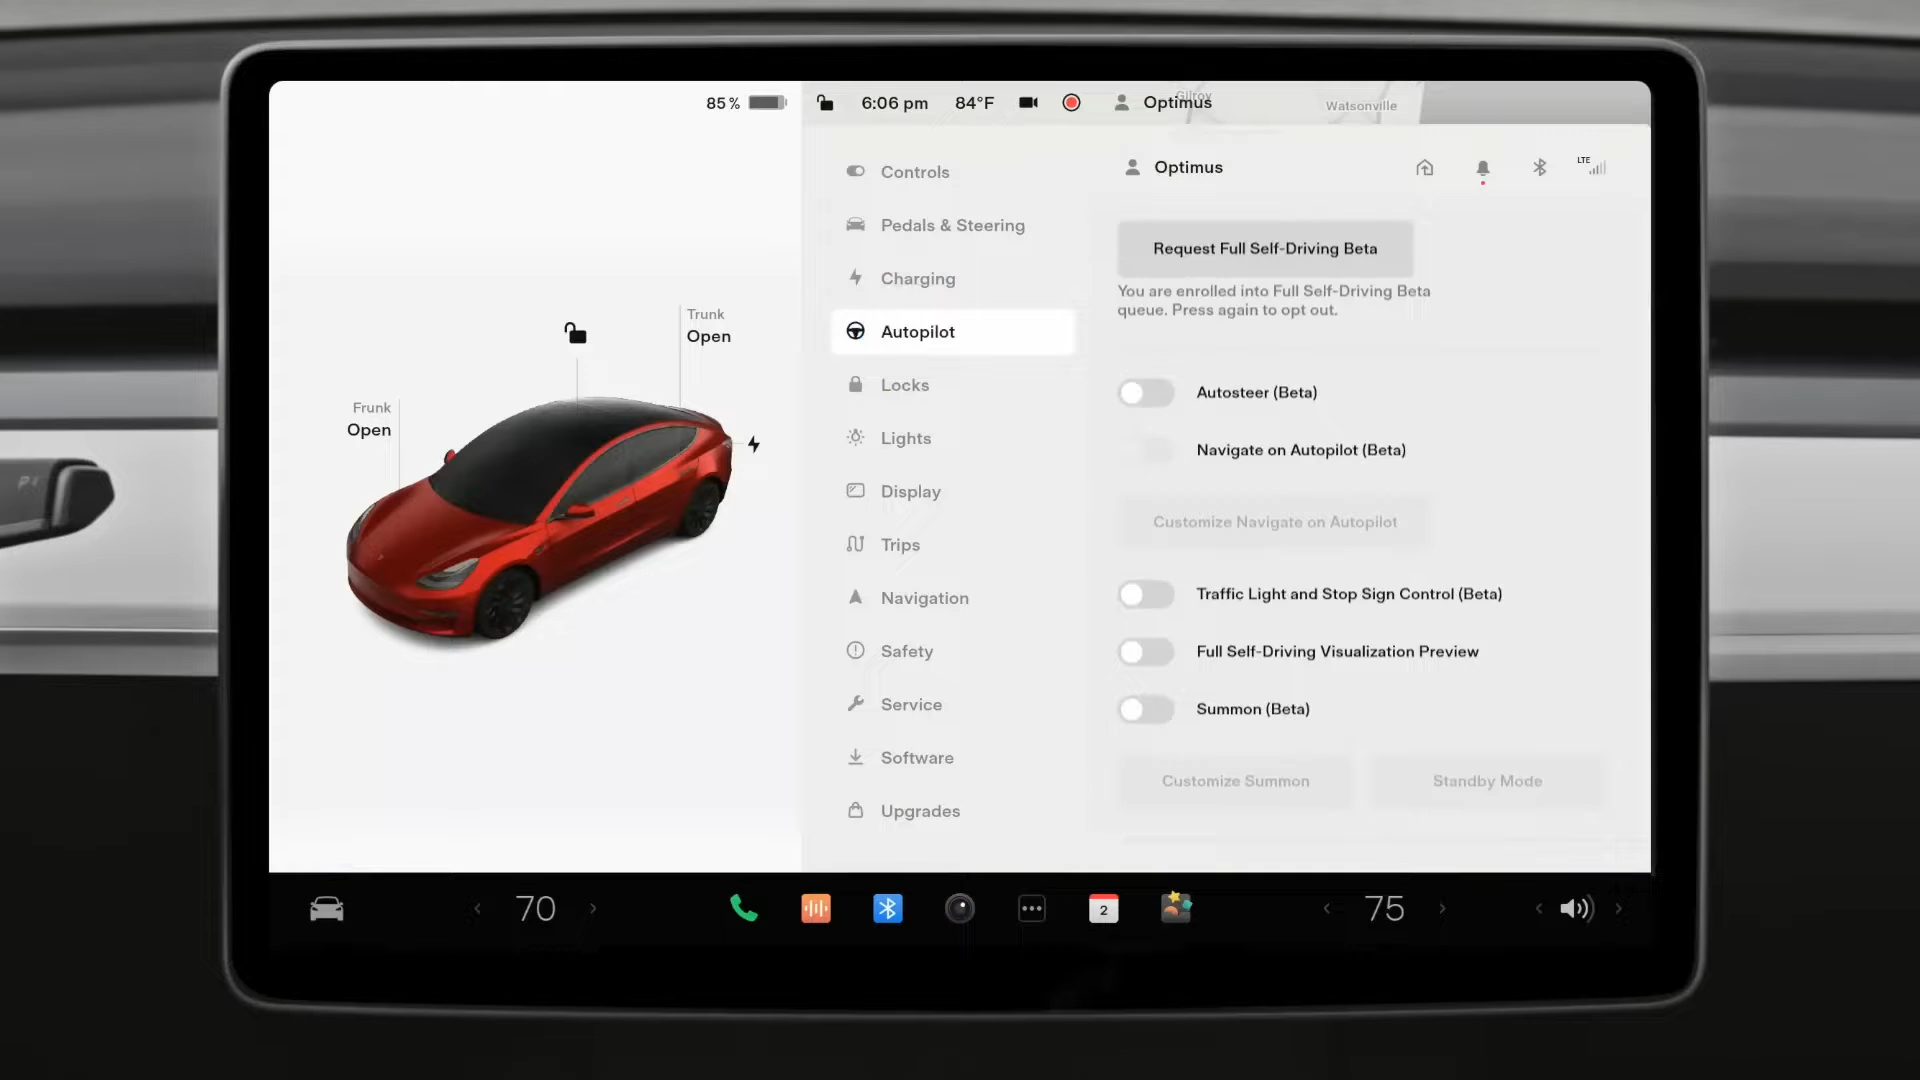 85 %
6:06 pm
84°F
Optimus
Gilroy
Watsonville
Trunk
Open
Frunk
Open
Controls
Pedals & Steering
Charging
Autopilot
Locks
Lights
Display
Trips
Navigation
Safety
Service
Software
Upgrades
Optimus
LTE
Request Full Self-Driving Beta
You are enrolled into Full Self-Driving Beta
queue. Press again to opt out.
Autosteer (Beta)
Navigate on Autopilot (Beta)
Customize Navigate on Autopilot
Traffic Light and Stop Sign Control (Beta)
Full Self-Driving Visualization Preview
Summon (Beta)
Customize Summon
Standby Mode
70
2
75